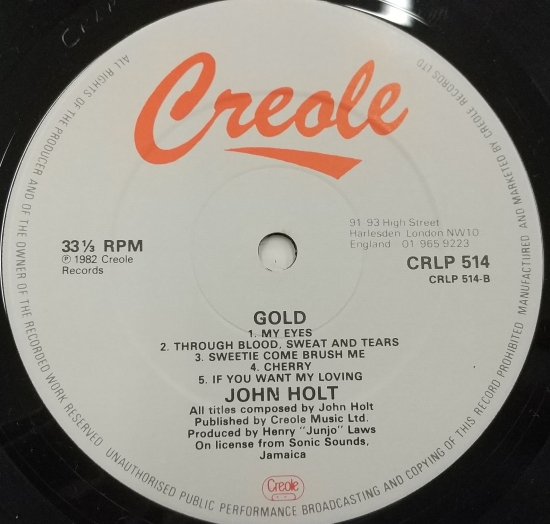 Creole
33⅓ RPM
℗ 1982 Creole
Records
91-93 High Street
Harlesden, London NW10
England 01-965 9223
CRLP 514
CRLP 514-B
GOLD
1. MY EYES
2. THROUGH BLOOD, SWEAT AND TEARS
3. SWEETIE COME BRUSH ME
4. CHERRY
5. IF YOU WANT MY LOVING
JOHN HOLT
All titles composed by John Holt
Published by Creole Music Ltd.
Produced by Henry "Junjo" Laws
On license from Sonic Sounds,
Jamaica
Creole
ALL RIGHTS OF THE PRODUCER AND OF THE OWNER OF THE RECORDED WORK RESERVED UNAUTHORISED PUBLIC PERFORMANCE BROADCASTING AND COPYING OF THIS RECORD PROHIBITED MANUFACTURED AND MARKETED BY CREOLE RECORDS LTD